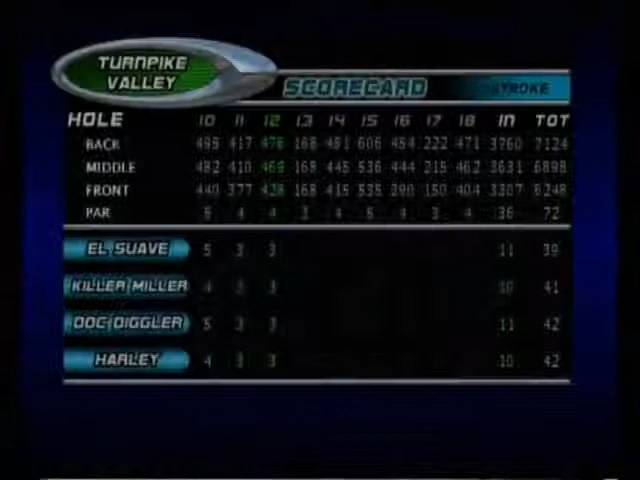 TURNPIKE
VALLEY
SCORECARD STROKE
HOLE 10 11 12 13 14 15 16 17 18 IN TOT
BACK 495 417 476 168 451 606 454 222 471 3760 7124
MIDDLE 482 410 469 168 445 536 444 215 462 3631 6898
FRONT 440 377 428 168 415 535 390 150 404 3307 6248
PAR 5 4 4 3 4 5 4 3 4 36 72
EL SUAVE 5 3 3 11 39
KILLER MILLER 4 3 3 10 41
DOC DIGGLER 5 3 3 11 42
HARLEY 4 3 3 10 42